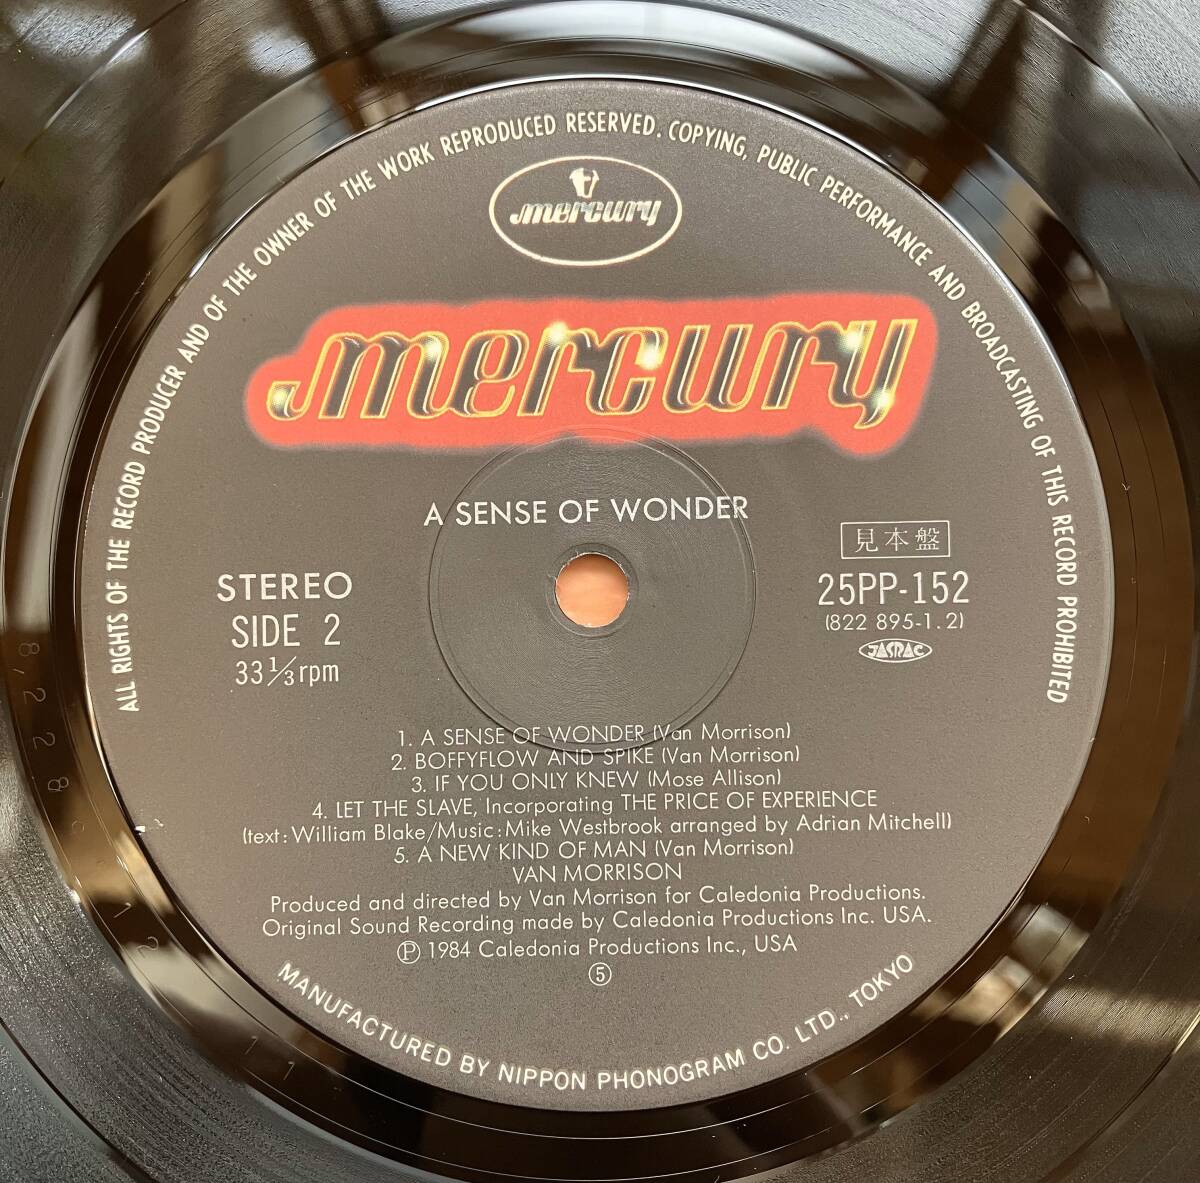 ALL RIGHTS OF THE RECORD PRODUCER AND OF THE OWNER OF THE WORK REPRODUCED RESERVED. COPYING, PUBLIC PERFORMANCE AND BROADCASTING OF THIS RECORD PROHIBITED
mercury
mercury
A SENSE OF WONDER
見本盤
STEREO
25PP-152
SIDE 2
(822 895-1.2)
33 1/3 rpm
JASRAC
1. A SENSE OF WONDER (Van Morrison)
2. BOFFYFLOW AND SPIKE (Van Morrison)
3. IF YOU ONLY KNEW (Mose Allison)
4. LET THE SLAVE, Incorporating THE PRICE OF EXPERIENCE
(text: William Blake/Music: Mike Westbrook arranged by Adrian Mitchell)
5. A NEW KIND OF MAN (Van Morrison)
VAN MORRISON
Produced and directed by Van Morrison for Caledonia Productions.
Original Sound Recording made by Caledonia Productions Inc. USA.
Ⓟ 1984 Caledonia Productions Inc., USA
⑤
MANUFACTURED BY NIPPON PHONOGRAM CO. LTD., TOKYO